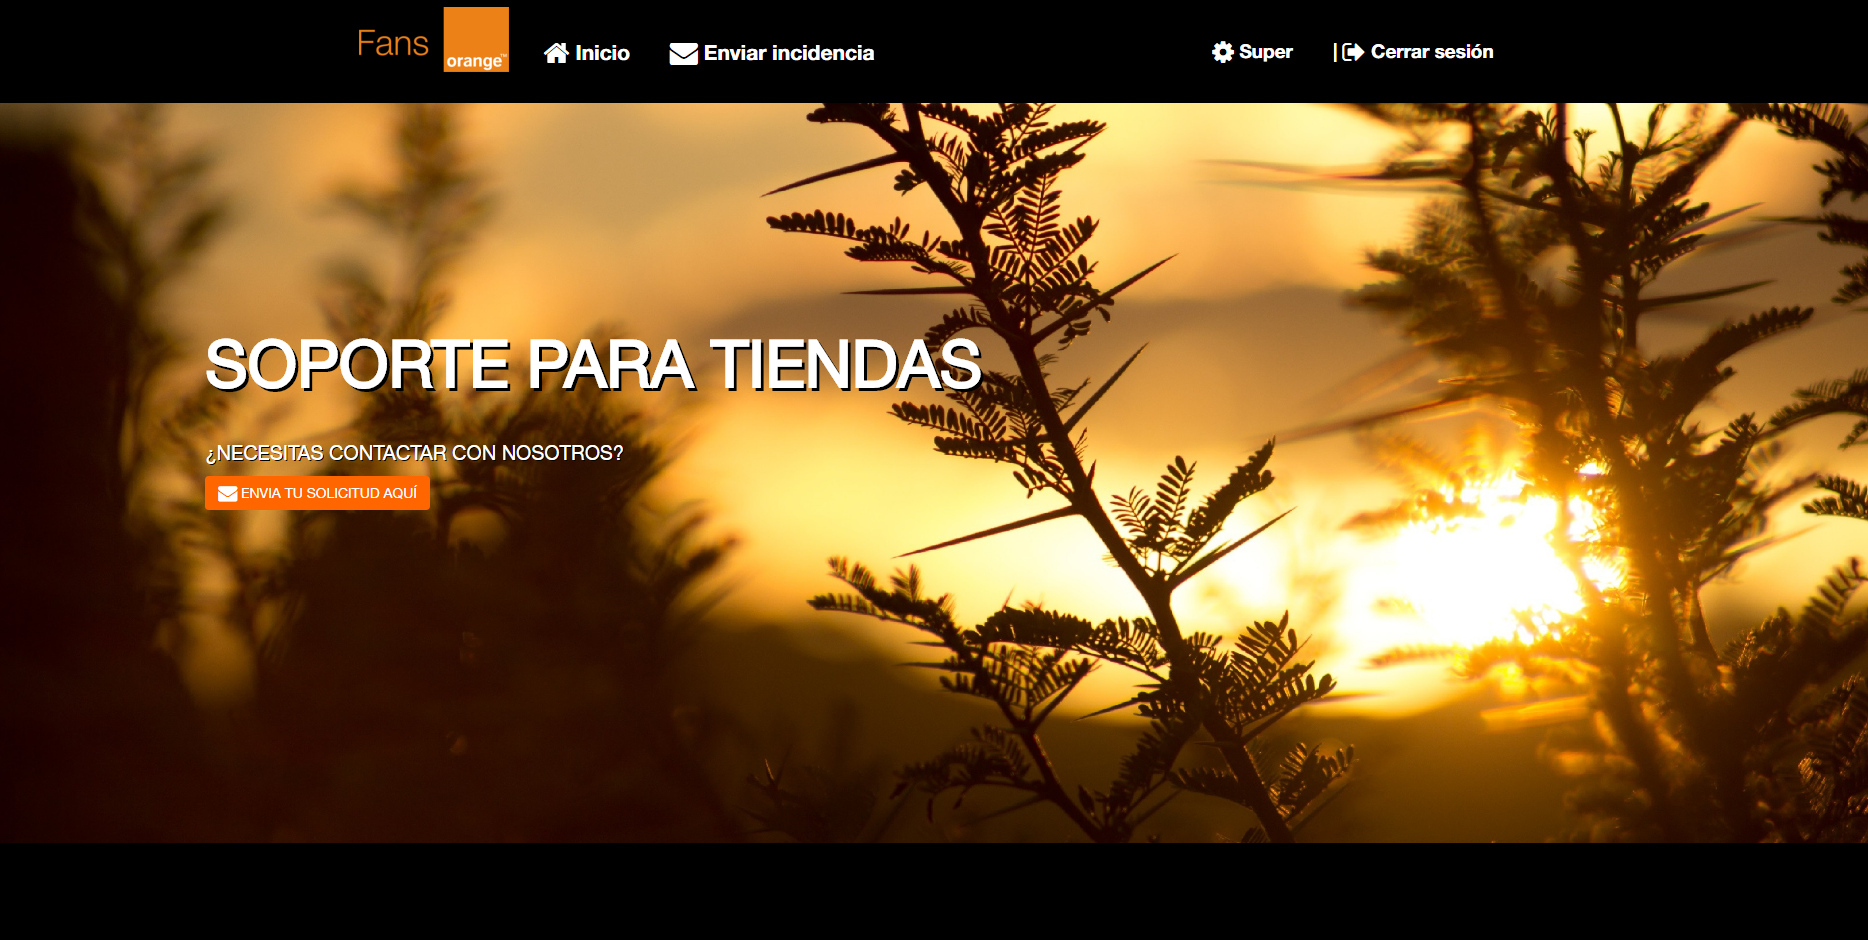 Fans
orange™
Inicio
Enviar incidencia
Super
| Cerrar sesión
SOPORTE PARA TIENDAS
¿NECESITAS CONTACTAR CON NOSOTROS?
ENVIA TU SOLICITUD AQUÍ